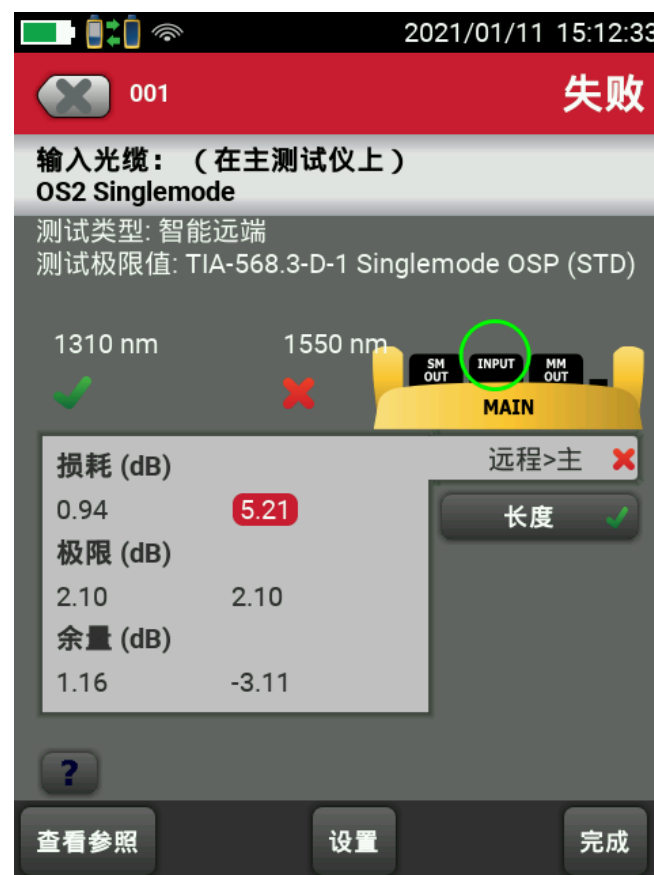 2021/01/11 15:12:33
001
失败
输入光缆： （在主测试仪上）
OS2 Singlemode
测试类型: 智能远端
测试极限值: TIA-568.3-D-1 Singlemode OSP (STD)
1310 nm 1550 nm
SM OUT INPUT MM OUT
MAIN
远程>主
长度
损耗 (dB)
0.94 5.21
极限 (dB)
2.10 2.10
余量 (dB)
1.16 -3.11
?
查看参照 设置 完成